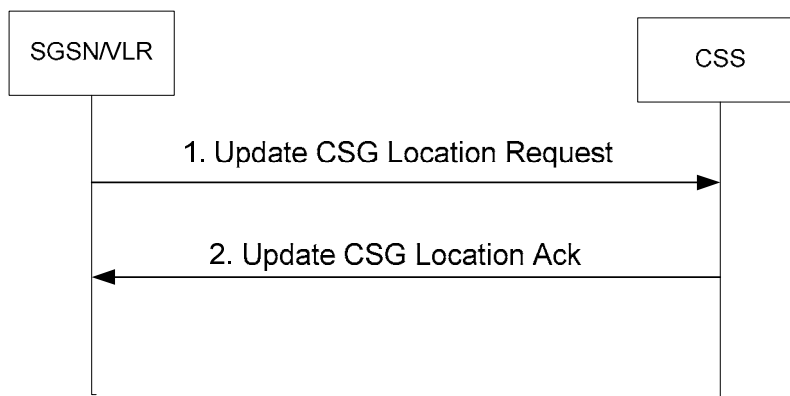 SGSN/VLR
CSS
1. Update CSG Location Request
2. Update CSG Location Ack